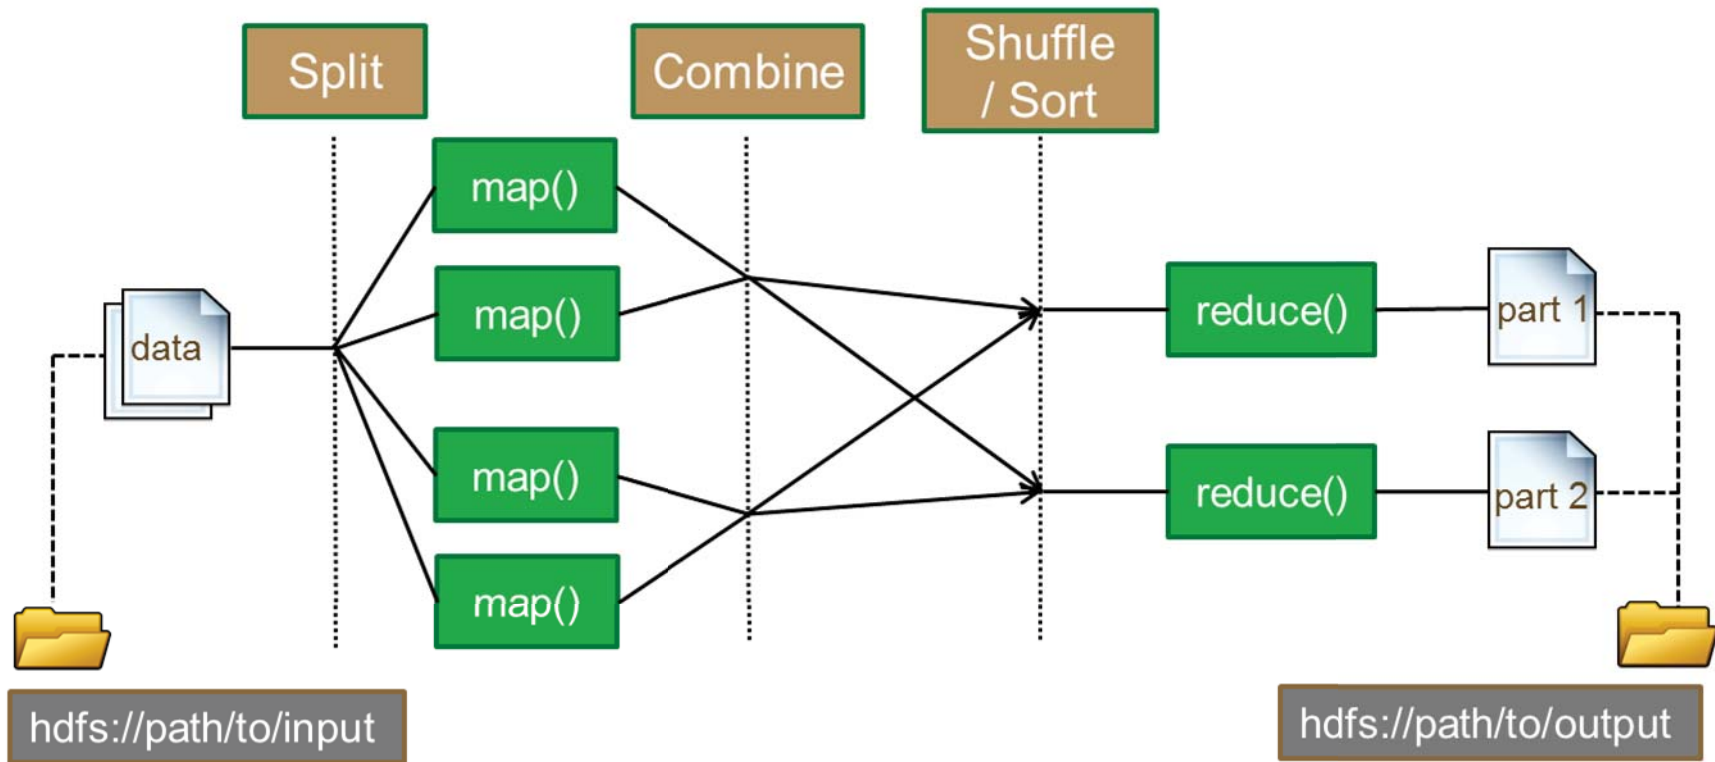 Split
Combine
Shuffle
/ Sort
map()
map()
map()
map()
data
reduce()
reduce()
part 1
part 2
hdfs://path/to/input
hdfs://path/to/output